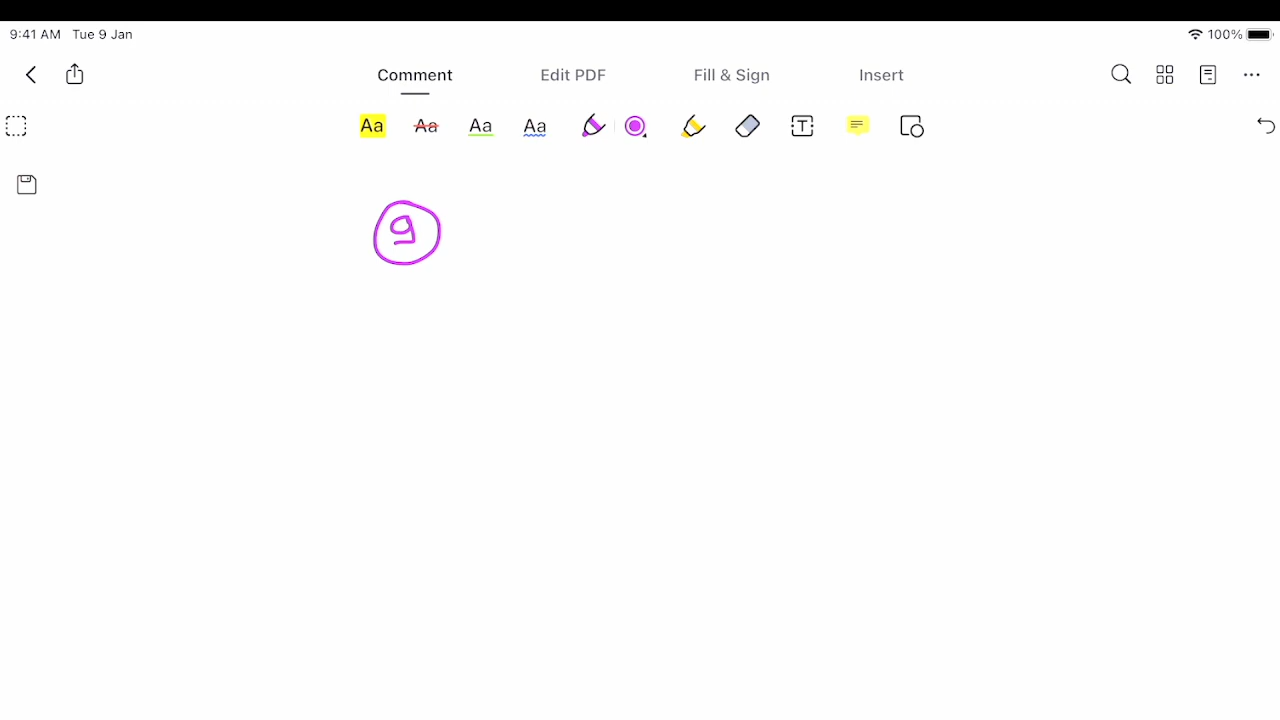 9:41 AM Tue 9 Jan 100%
Comment Edit PDF Fill & Sign Insert
Aa Aa Aa Aa T
9